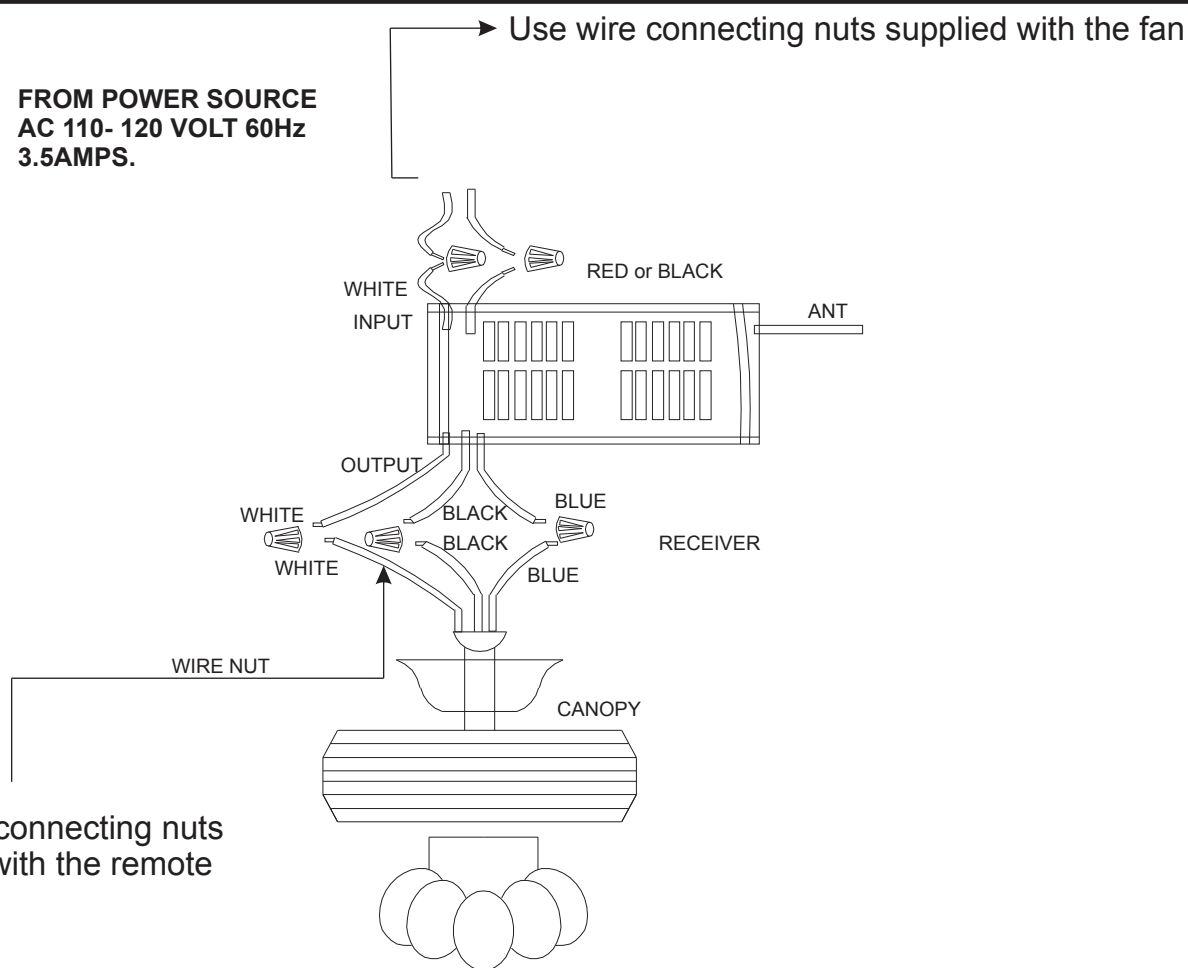 Use wire connecting nuts supplied with the fan
FROM POWER SOURCE
AC 110- 120 VOLT 60Hz
3.5AMPS.
RED or BLACK
WHITE
INPUT
ANT
OUTPUT
WHITE
BLACK
BLUE
BLACK
RECEIVER
WHITE
BLUE
WIRE NUT
CANOPY
connecting nuts
with the remote